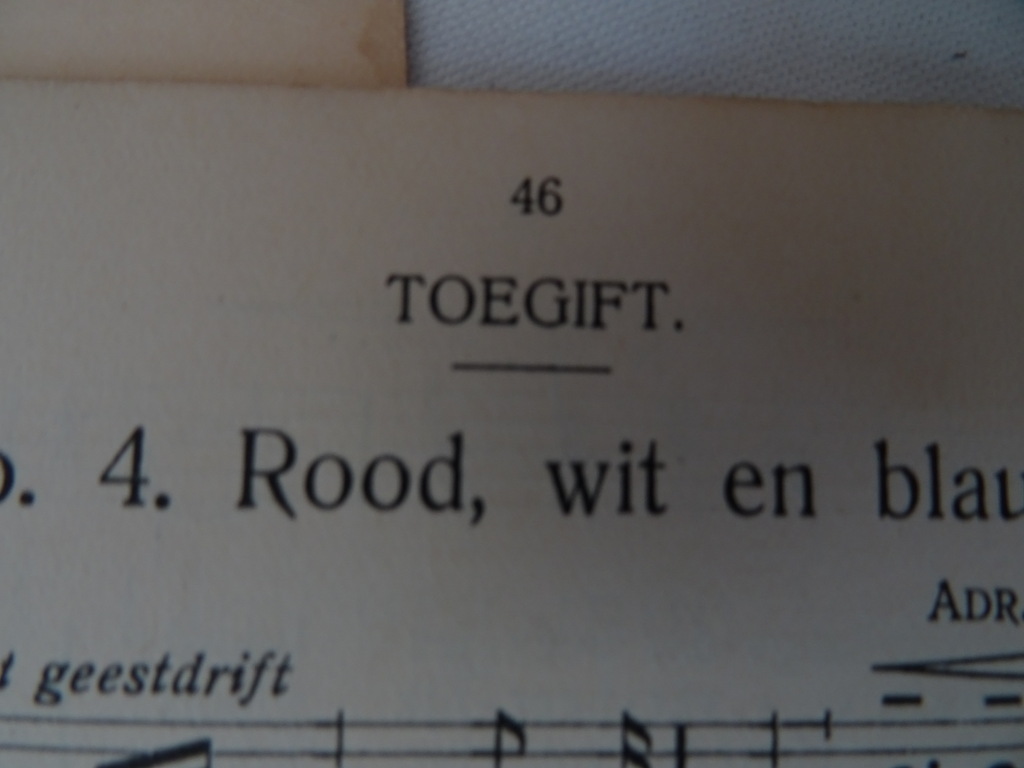 46
TOEGIFT.
o. 4. Rood, wit en blau
ADR.
t geestdrift